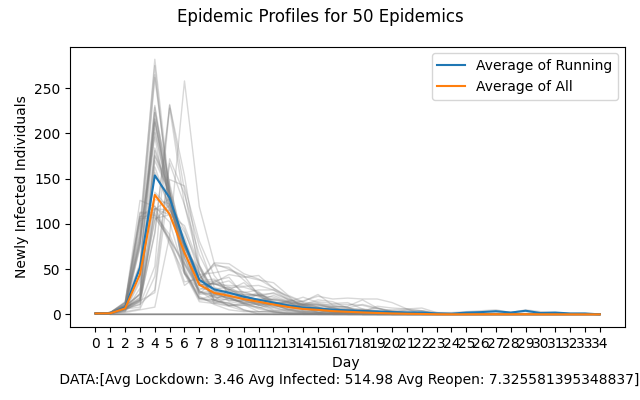 Epidemic Profiles for 50 Epidemics
Average of Running
Average of All
Newly Infected Individuals
250
200
150
100
50
0
0 1 2 3 4 5 6 7 8 9 10 11 12 13 14 15 16 17 18 19 20 21 22 23 24 25 26 27 28 29 30 31 32 33 34
Day
DATA:[Avg Lockdown: 3.46 Avg Infected: 514.98 Avg Reopen: 7.325581395348837]